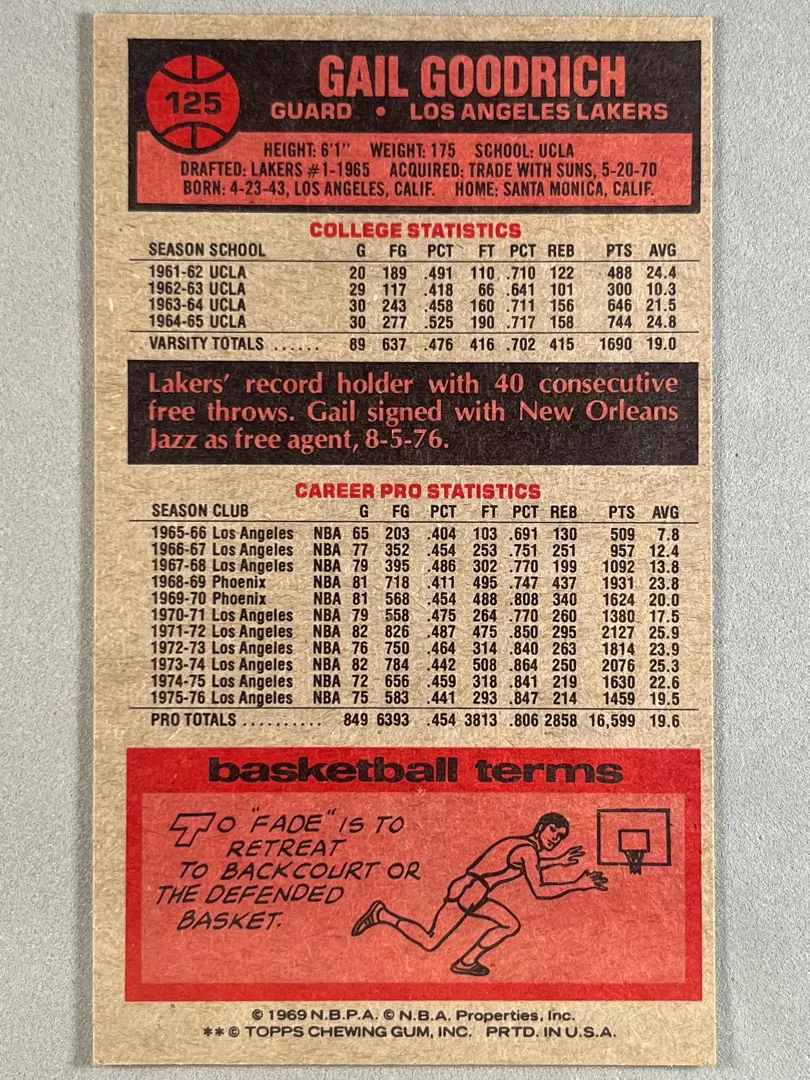 125
GAIL GOODRICH
GUARD • LOS ANGELES LAKERS
HEIGHT: 6'1" WEIGHT: 175 SCHOOL: UCLA
DRAFTED: LAKERS #1-1965 ACQUIRED: TRADE WITH SUNS, 5-20-70
BORN: 4-23-43, LOS ANGELES, CALIF. HOME: SANTA MONICA, CALIF.
COLLEGE STATISTICS
SEASON SCHOOL G FG PCT FT PCT REB PTS AVG
1961-62 UCLA 20 189 .491 110 .710 122 488 24.4
1962-63 UCLA 29 117 .418 66 .641 101 300 10.3
1963-64 UCLA 30 243 .458 160 .711 156 646 21.5
1964-65 UCLA 30 277 .525 190 .717 158 744 24.8
VARSITY TOTALS ...... 89 637 .476 416 .702 415 1690 19.0
Lakers' record holder with 40 consecutive
free throws. Gail signed with New Orleans
Jazz as free agent, 8-5-76.
CAREER PRO STATISTICS
SEASON CLUB G FG PCT FT PCT REB PTS AVG
1965-66 Los Angeles NBA 65 203 .404 103 .691 130 509 7.8
1966-67 Los Angeles NBA 77 352 .454 253 .751 251 957 12.4
1967-68 Los Angeles NBA 79 395 .486 302 .770 199 1092 13.8
1968-69 Phoenix NBA 81 718 .411 495 .747 437 1931 23.8
1969-70 Phoenix NBA 81 568 .454 488 .808 340 1624 20.0
1970-71 Los Angeles NBA 79 558 .475 264 .770 260 1380 17.5
1971-72 Los Angeles NBA 82 826 .487 475 .850 295 2127 25.9
1972-73 Los Angeles NBA 76 750 .464 314 .840 263 1814 23.9
1973-74 Los Angeles NBA 82 784 .442 508 .864 250 2076 25.3
1974-75 Los Angeles NBA 72 656 .459 318 .841 219 1630 22.6
1975-76 Los Angeles NBA 75 583 .441 293 .847 214 1459 19.5
PRO TOTALS .......... 849 6393 .454 3813 .806 2858 16,599 19.6
basketball terms
TO "FADE" IS TO
RETREAT
TO BACKCOURT OR
THE DEFENDED
BASKET.
© 1969 N.B.P.A. © N.B.A. Properties, Inc.
** © TOPPS CHEWING GUM, INC. PRTD. IN U.S.A.